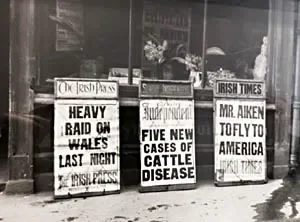 The Irish Press
HEAVY
RAID ON
WALES
LAST NIGHT
The IRISH PRESS
Independent
FIVE NEW
CASES OF
CATTLE
DISEASE
IRISH TIMES
MR. AIKEN
TO FLY TO
AMERICA
IRISH TIMES